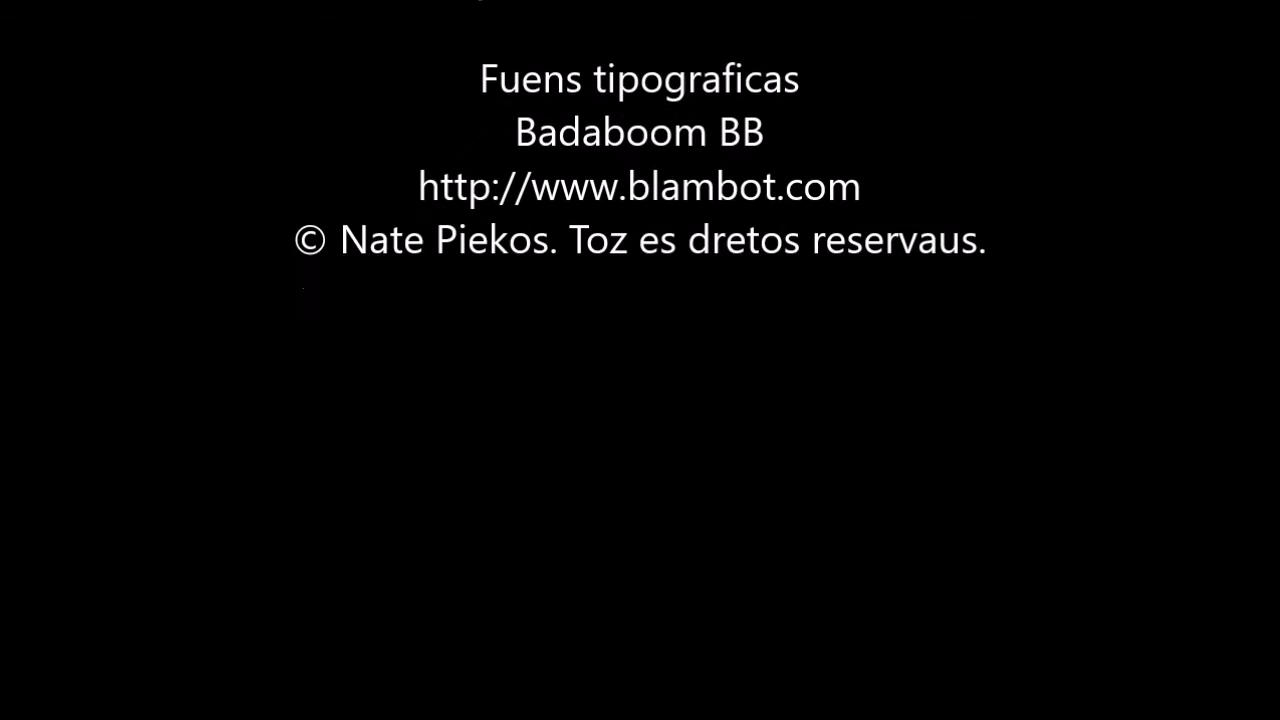 Fuens tipograficas
Badaboom BB
http://www.blambot.com
© Nate Piekos. Toz es dretos reservaus.